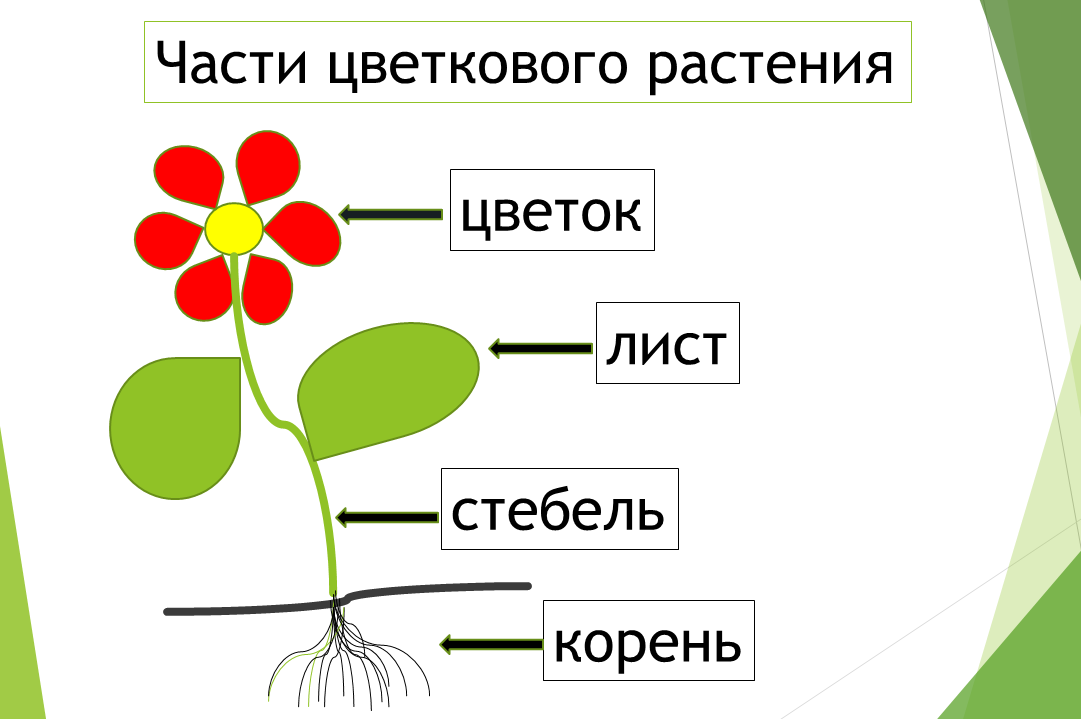 Части цветкового растения
цветок
лист
стебель
корень